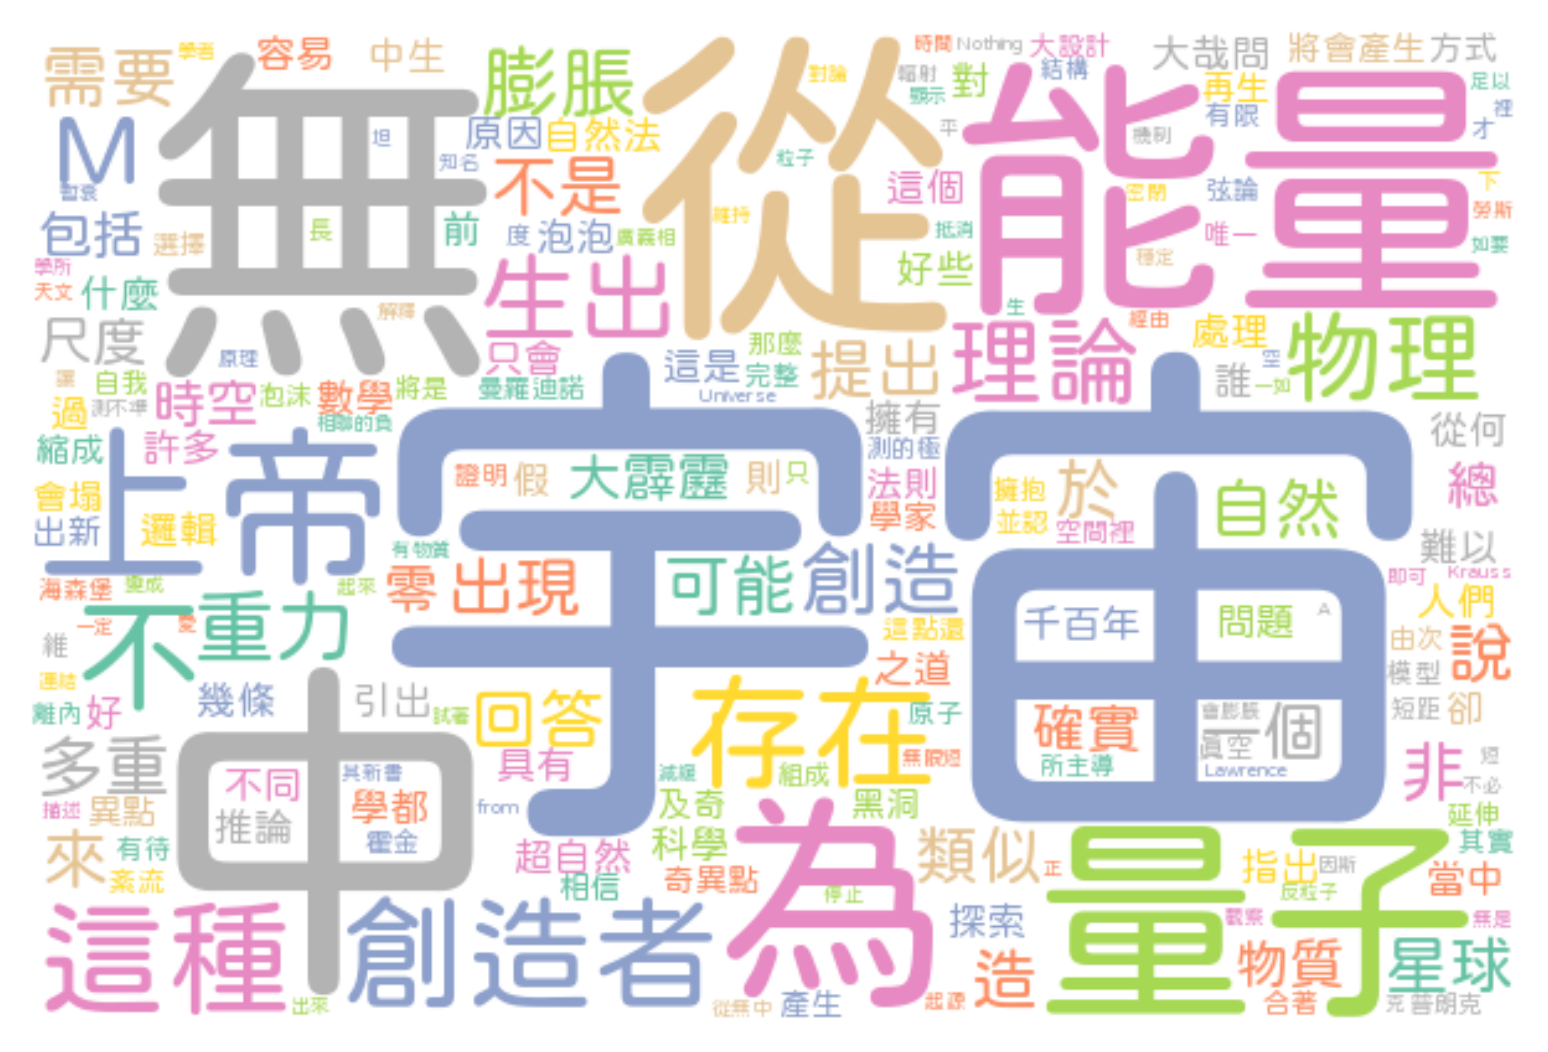 需要
學者
容易
中生
膨脹
從
時間
Nothing
大設計
大哉問
將會產生
方式
對論
輻射
顯示
對
結構
再生
有限
足以
裡
才
M
無
坦
知名
原因
自然法
粒子
平
能量
機制
密閉
弦論
下
勞斯
包括
選擇
長
前
不是
度
泡泡
廣義相
維持
這個
抵消
好些
唯一
穩定
如要
學所
天文
什麼
解釋
生出
生
經由
尺度
原理
只會
這是
那麼
完整
提出
理論
處理
誰
空
一如
物理
自我
過
測不準
時空
泡沫
數學
將是
相聯的負
曼羅迪諾
Universe
擁有
測的極
從何
縮成
許多
上帝
宇宙
證明
假
大霹靂
則
只
法則
學家
擁抱
並認
於
空間裡
自然
總
會塌
出新
邏輯
有物質
難以
海森堡
變成
起來
零
出現
可能
創造
即可
Krauss
不
重力
一定
愛
這點還
千百年
問題
A
人們
維
之道
由次
說
連結
離內
好
幾條
引出
試著
回答
存在
原子
確實
會膨脹
一個
真空
模型
短距
卻
多重
中
不同
其新書
具有
減緩
組成
無限短
所主導
Lawrence
非
短
不必
描述
異點
推論
學都
霍金
from
及奇
黑洞
延伸
來
有待
紊流
超自然
相信
科學
奇異點
為
停止
類似
正
量子
指出
因斯
反粒子
其實
當中
這種
創造者
探索
觀察
無是
出來
從無中
產生
起源
造
物質
合著
星球
克
普朗克